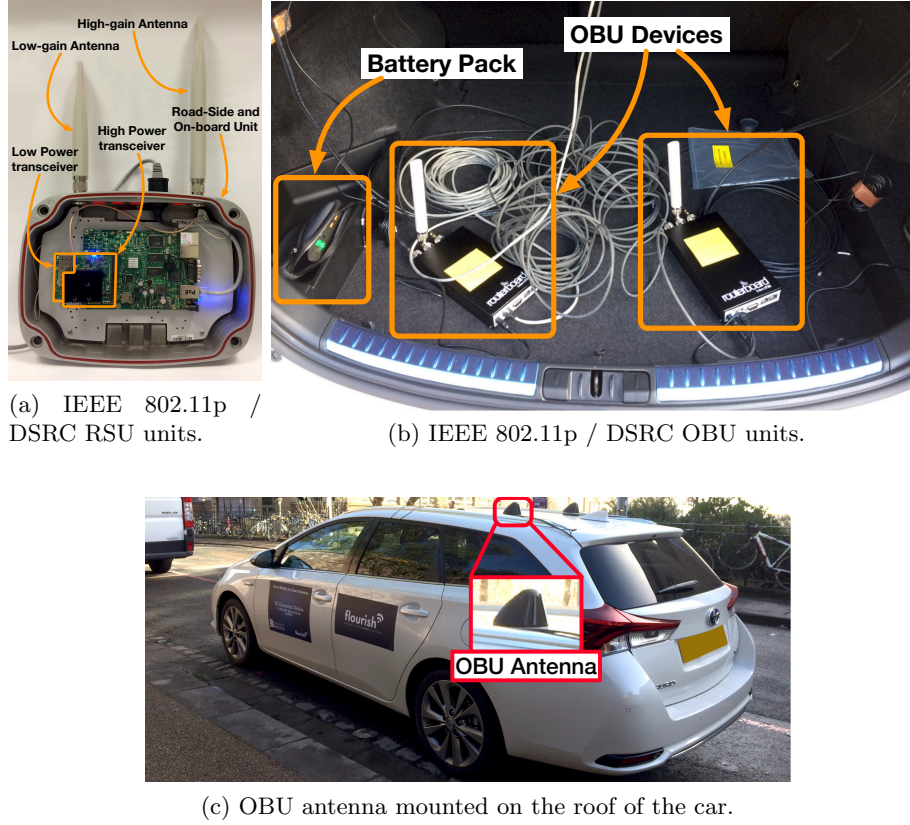 High-gain Antenna
Low-gain Antenna
Road-Side and
On-board Unit
High Power
transceiver
Low Power
transceiver
PoE
(a) IEEE 802.11p /
DSRC RSU units.
OBU Devices
Battery Pack
routerboard
routerboard
(b) IEEE 802.11p / DSRC OBU units.
flourish
OBU Antenna
(c) OBU antenna mounted on the roof of the car.